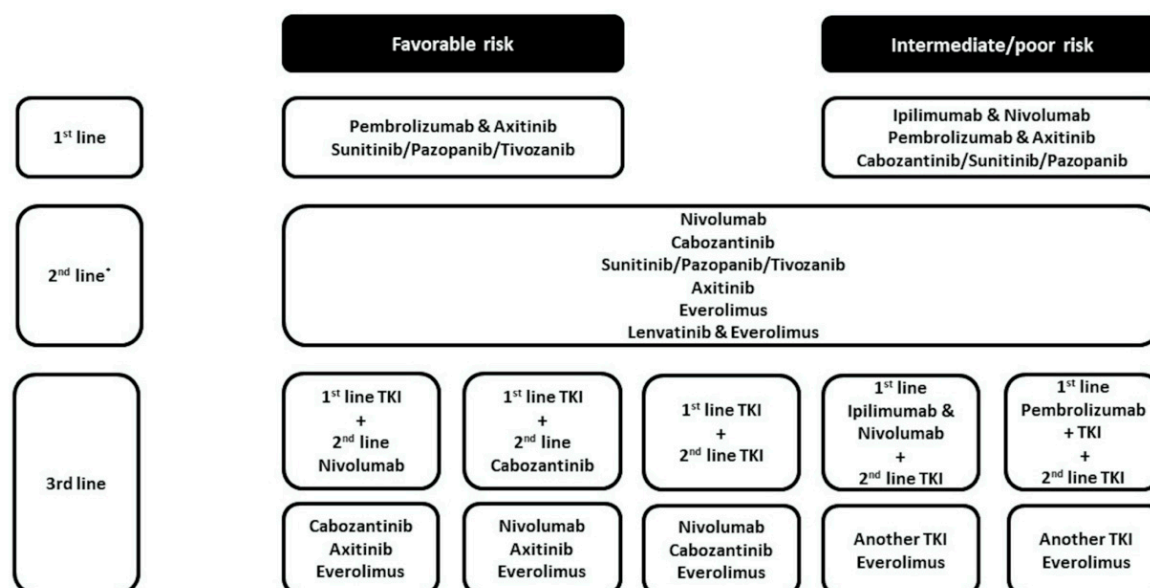 Favorable risk
Intermediate/poor risk
1st line
Pembrolizumab & Axitinib
Sunitinib/Pazopanib/Tivozanib
Ipilimumab & Nivolumab
Pembrolizumab & Axitinib
Cabozantinib/Sunitinib/Pazopanib
2nd line*
Nivolumab
Cabozantinib
Sunitinib/Pazopanib/Tivozanib
Axitinib
Everolimus
Lenvatinib & Everolimus
3rd line
1st line TKI
+
2nd line
Nivolumab
1st line TKI
+
2nd line
Cabozantinib
1st line TKI
+
2nd line TKI
1st line
Ipilimumab &
Nivolumab
+
2nd line TKI
1st line
Pembrolizumab
+ TKI
+
2nd line TKI
Cabozantinib
Axitinib
Everolimus
Nivolumab
Axitinib
Everolimus
Nivolumab
Cabozantinib
Everolimus
Another TKI
Everolimus
Another TKI
Everolimus